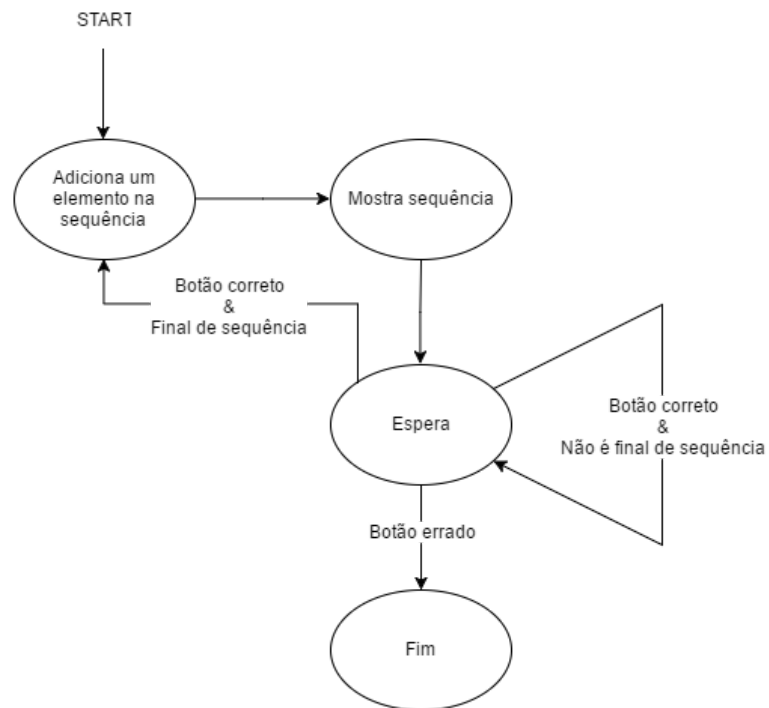 START
Adiciona um
elemento na
sequência
Mostra sequência
Botão correto
&
Final de sequência
Espera
Botão correto
&
Não é final de sequência
Botão errado
Fim